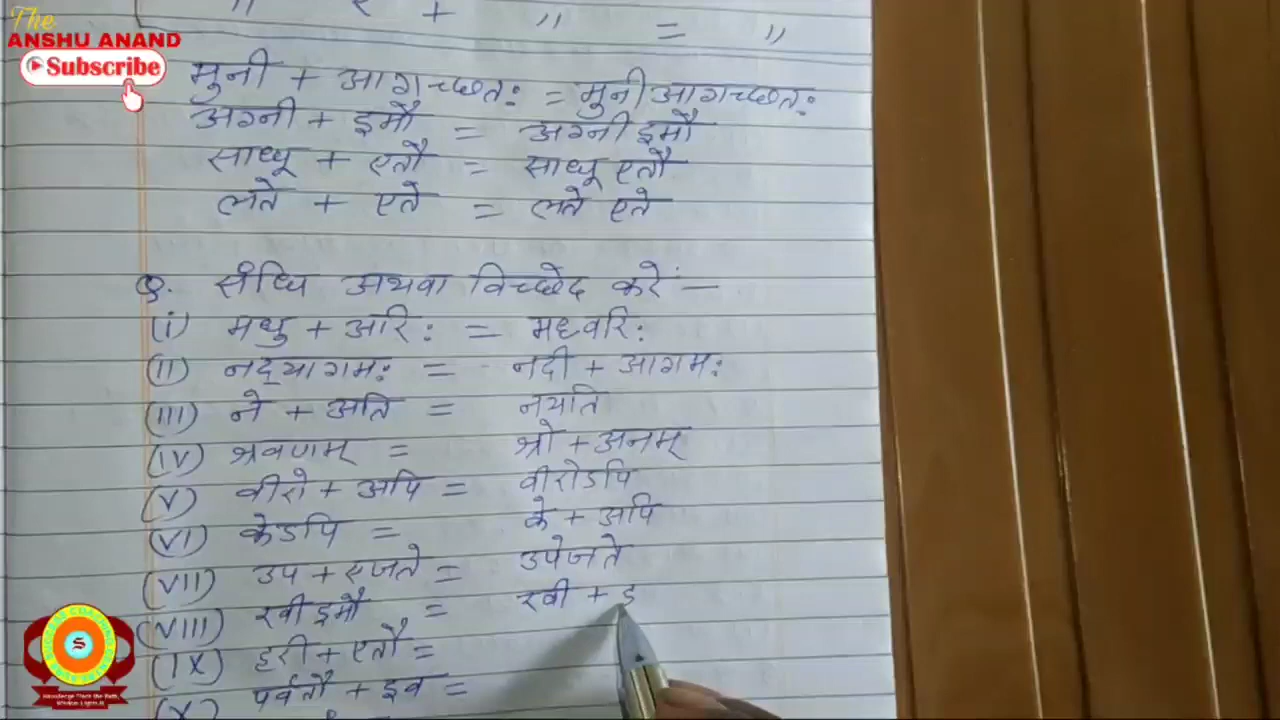 The
ANSHU ANAND
Subscribe
" + " = "
मुनी + आगच्छतः = मुनी आगच्छतः
अग्नी + इमौ = अग्नी इमौ
साधू + एतौ = साधू एतौ
लते + एते = लते एते
Q. संधि अथवा विच्छेद करें :—
(i) मधु + अरिः = मध्वरिः
(II) नद्यागमः = नदी + आगमः
(III) ने + अति = नयति
(IV) श्रवणम् = श्रो + अनम्
(V) वीरो + अपि = वीरोऽपि
(VI) केऽपि = के + अपि
(VII) उप + एजते = उपेजते
(VIII) रवी इमौ = रवी + इ
(IX) हरी + एतौ =
(X) पर्वतौ + इव =